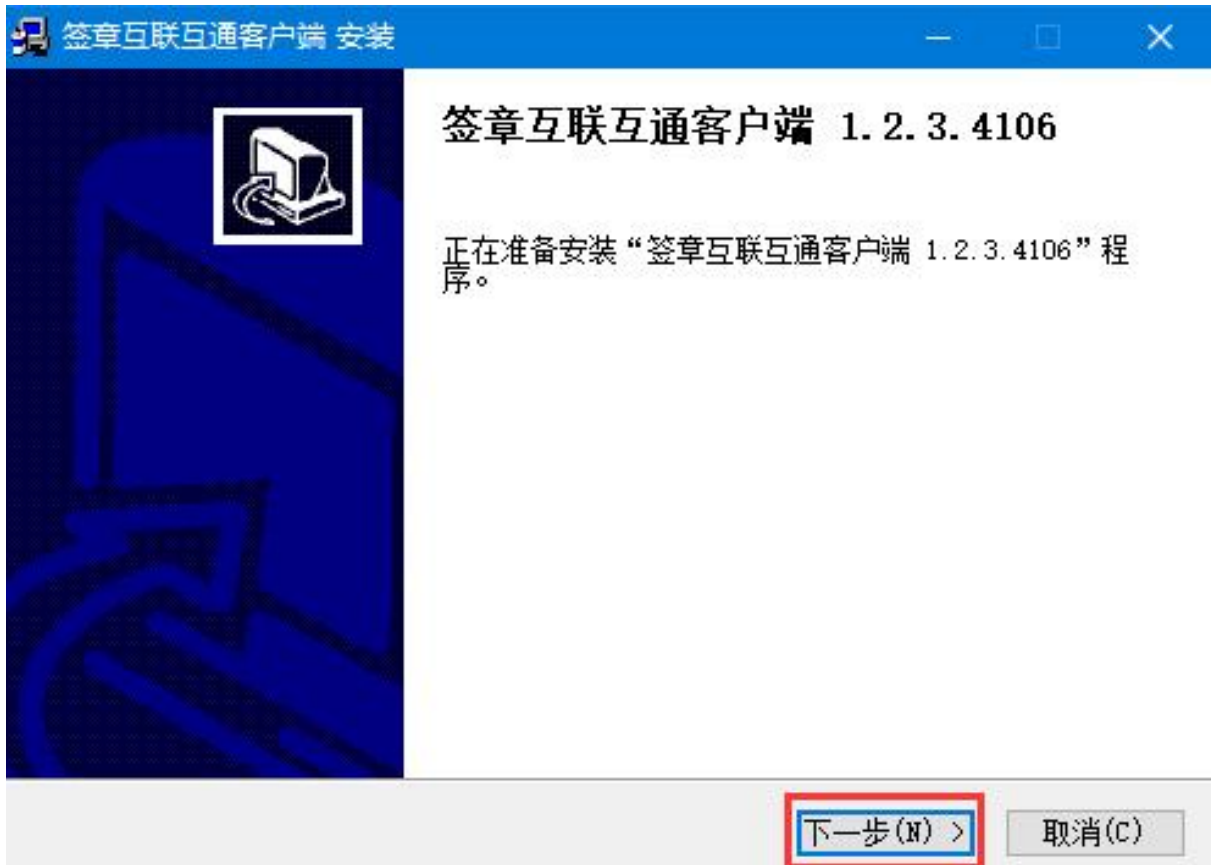 签章互联互通客户端 安装
签章互联互通客户端 1.2.3.4106
正在准备安装“签章互联互通客户端 1.2.3.4106”程
序。
下一步(N) > 取消(C)